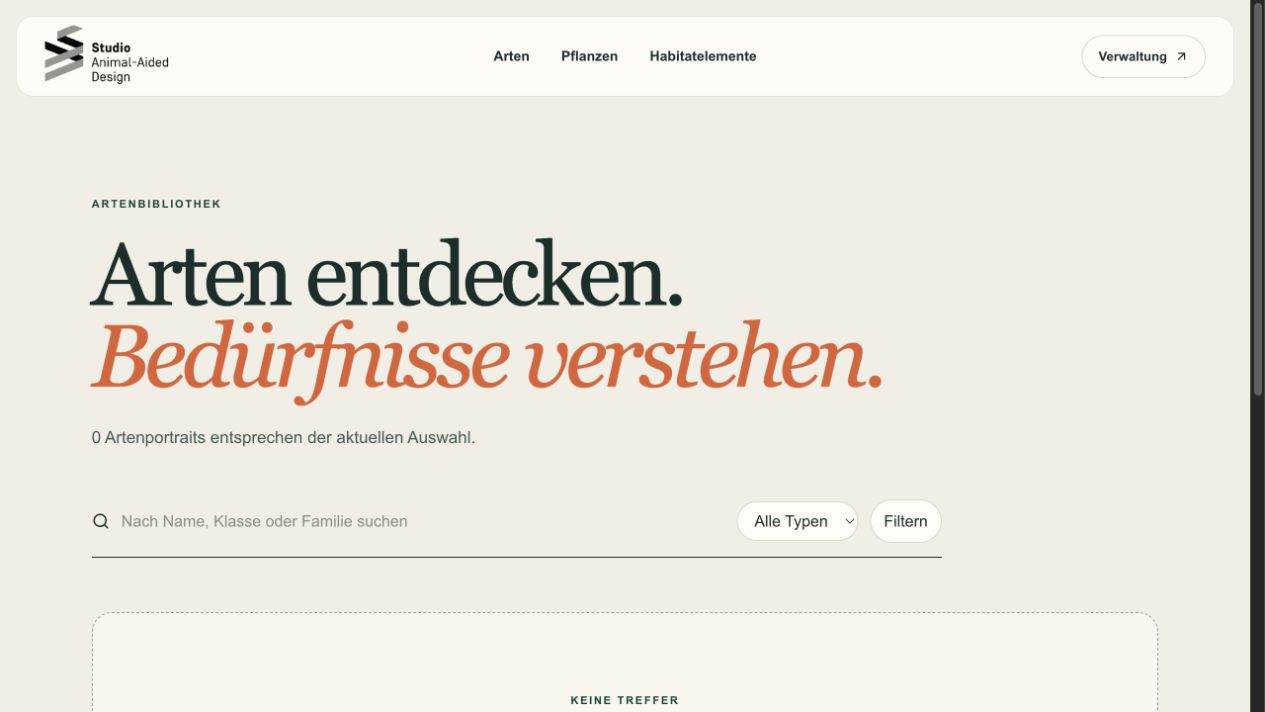 Studio
Animal-Aided
Design
Arten
Pflanzen
Habitatelemente
Verwaltung
ARTENBIBLIOTHEK
Arten entdecken.
Bedürfnisse verstehen.
0 Artenportraits entsprechen der aktuellen Auswahl.
Nach Name, Klasse oder Familie suchen
Alle Typen
Filtern
KEINE TREFFER